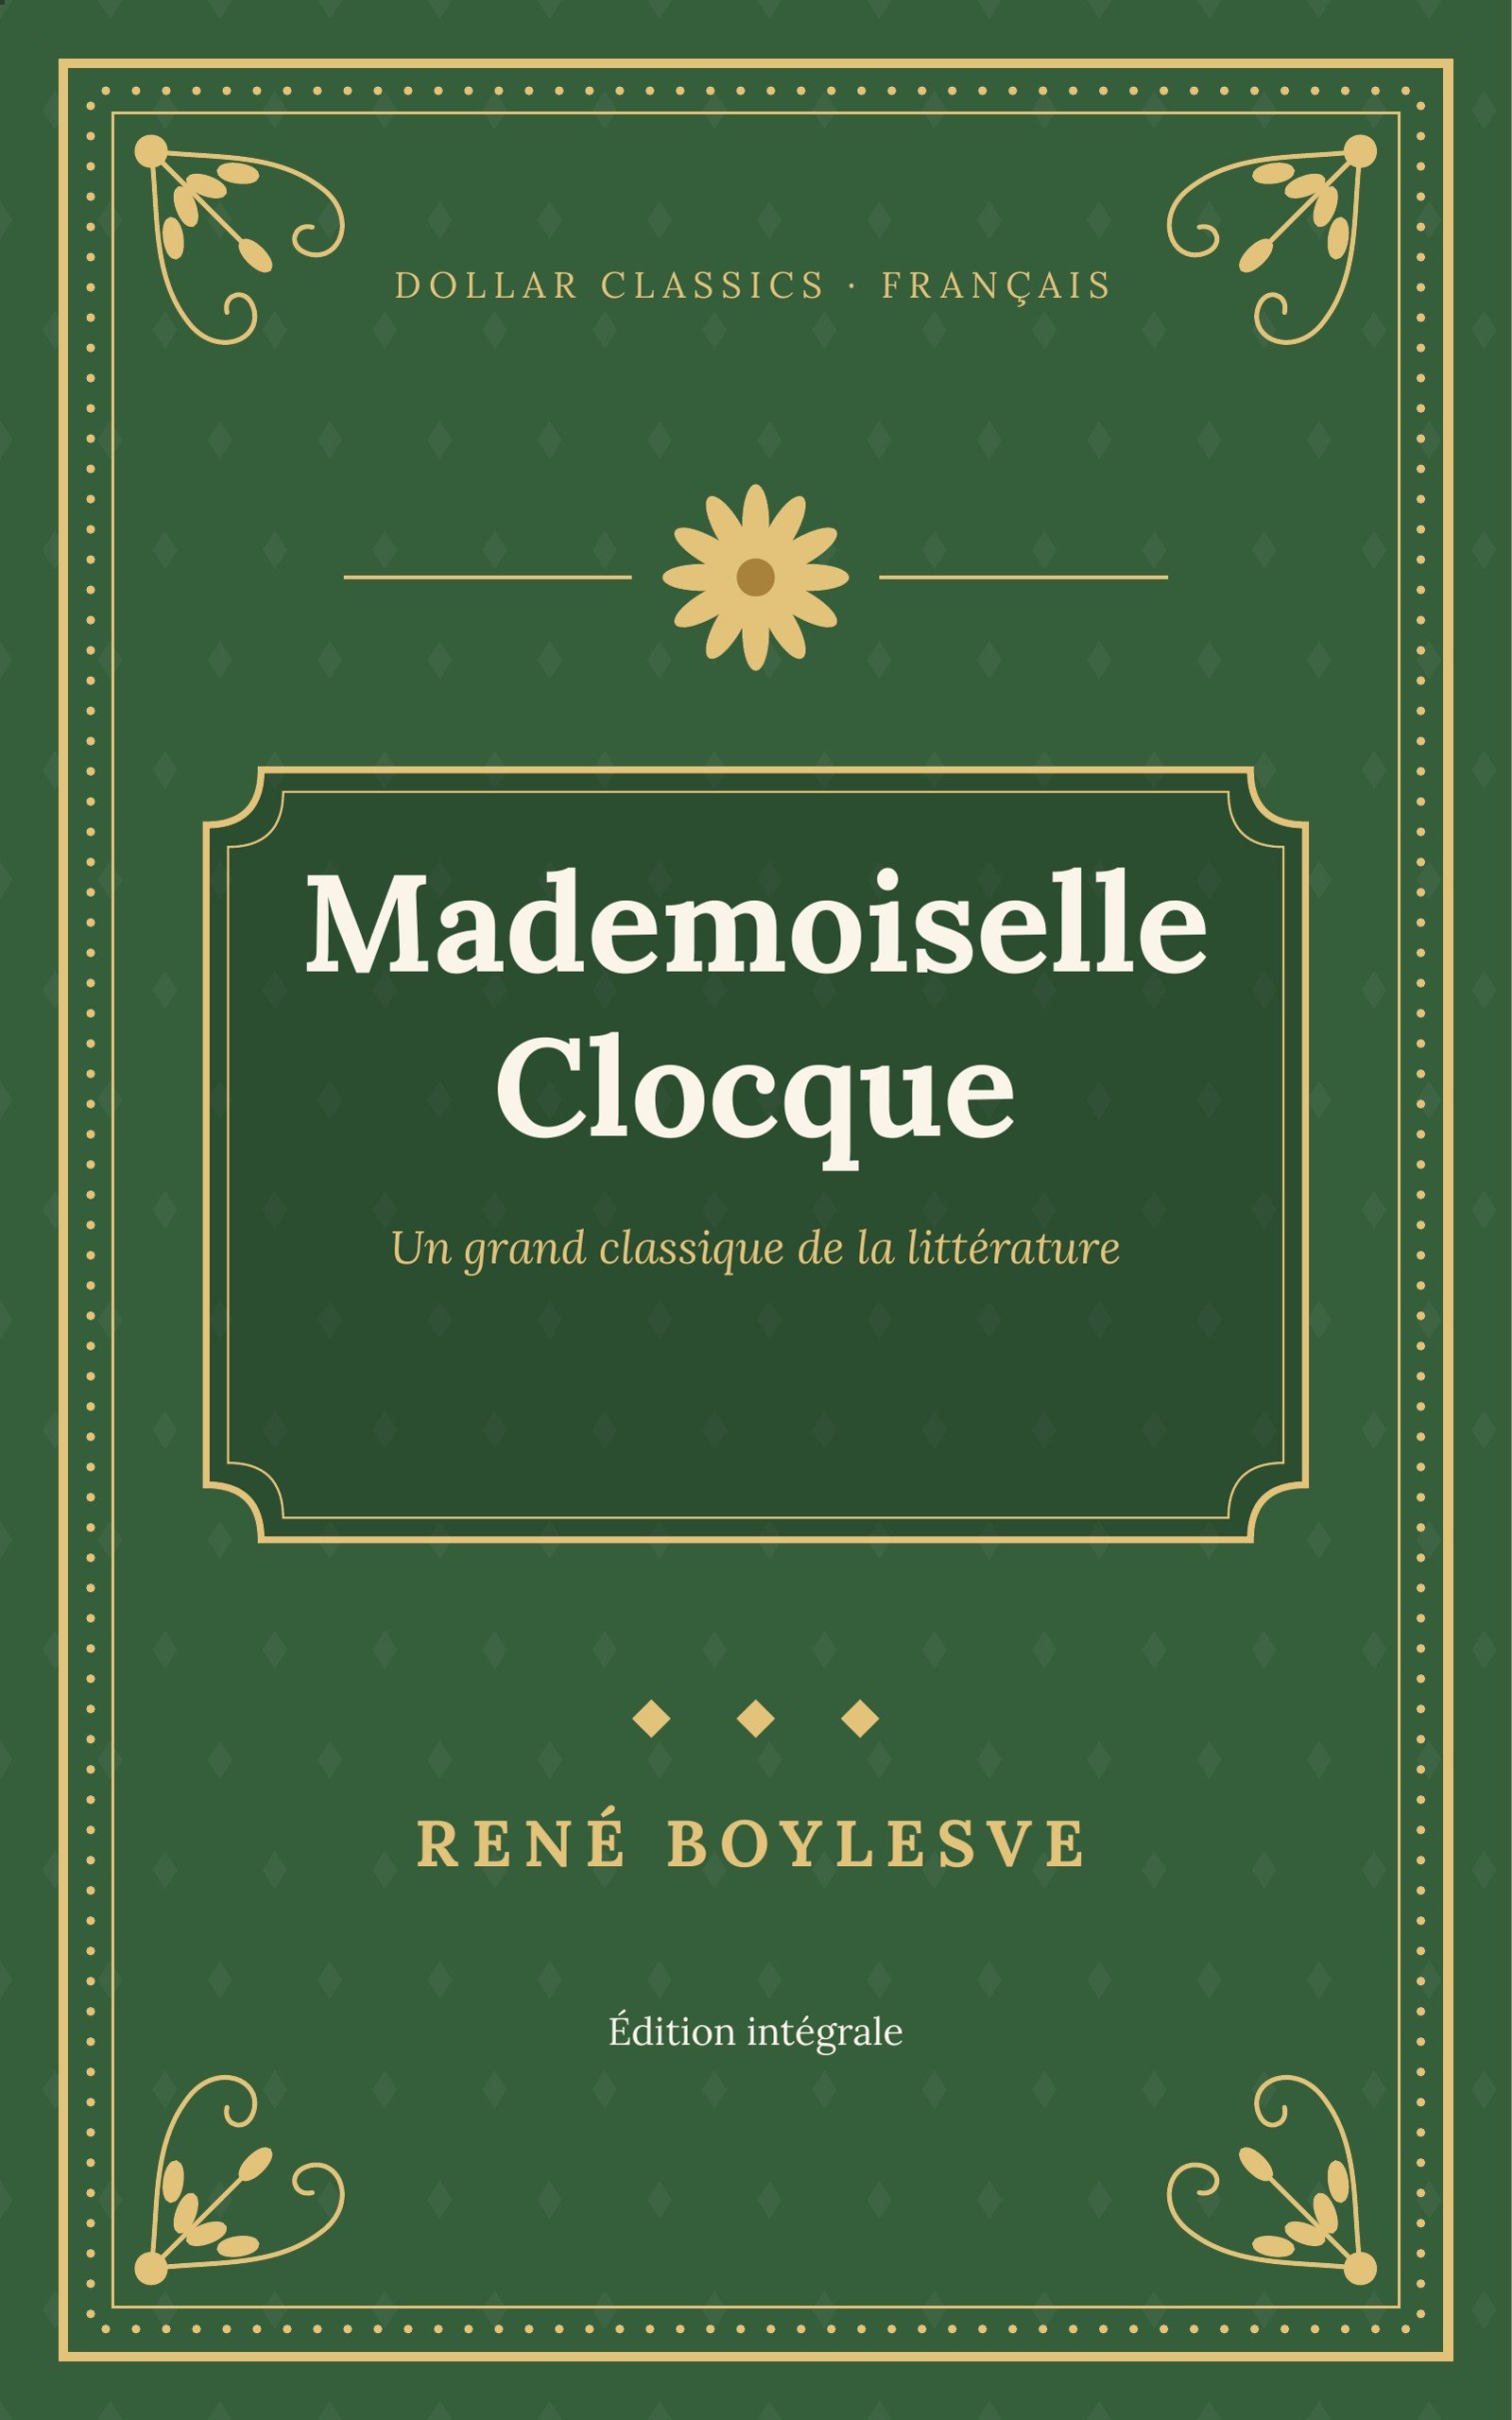 DOLLAR CLASSICS · FRANÇAIS
Mademoiselle
Clocque
Un grand classique de la littérature
RENÉ BOYLESVE
Édition intégrale